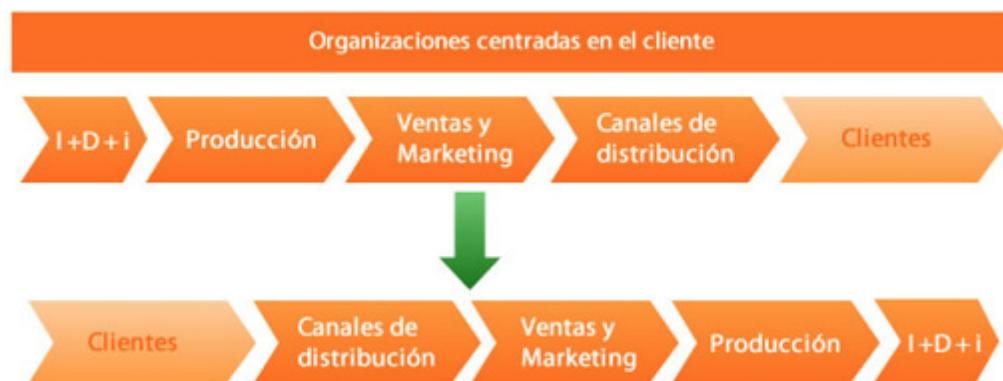 Organizaciones centradas en el cliente
I+D+i
Producción
Ventas y
Marketing
Canales de
distribución
Clientes
Clientes
Canales de
distribución
Ventas y
Marketing
Producción
I+D+i